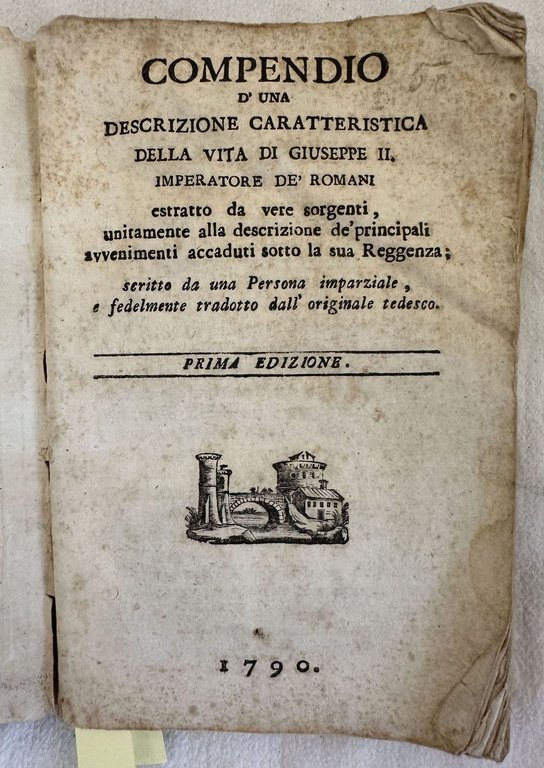 COMPENDIO
D' UNA
DESCRIZIONE CARATTERISTICA
DELLA VITA DI GIUSEPPE II.
IMPERATORE DE' ROMANI
estratto da vere sorgenti,
unitamente alla descrizione de' principali
avvenimenti accaduti sotto la sua Reggenza;
scritto da una Persona imparziale,
e fedelmente tradotto dall' originale tedesco.
PRIMA EDIZIONE.
1790.